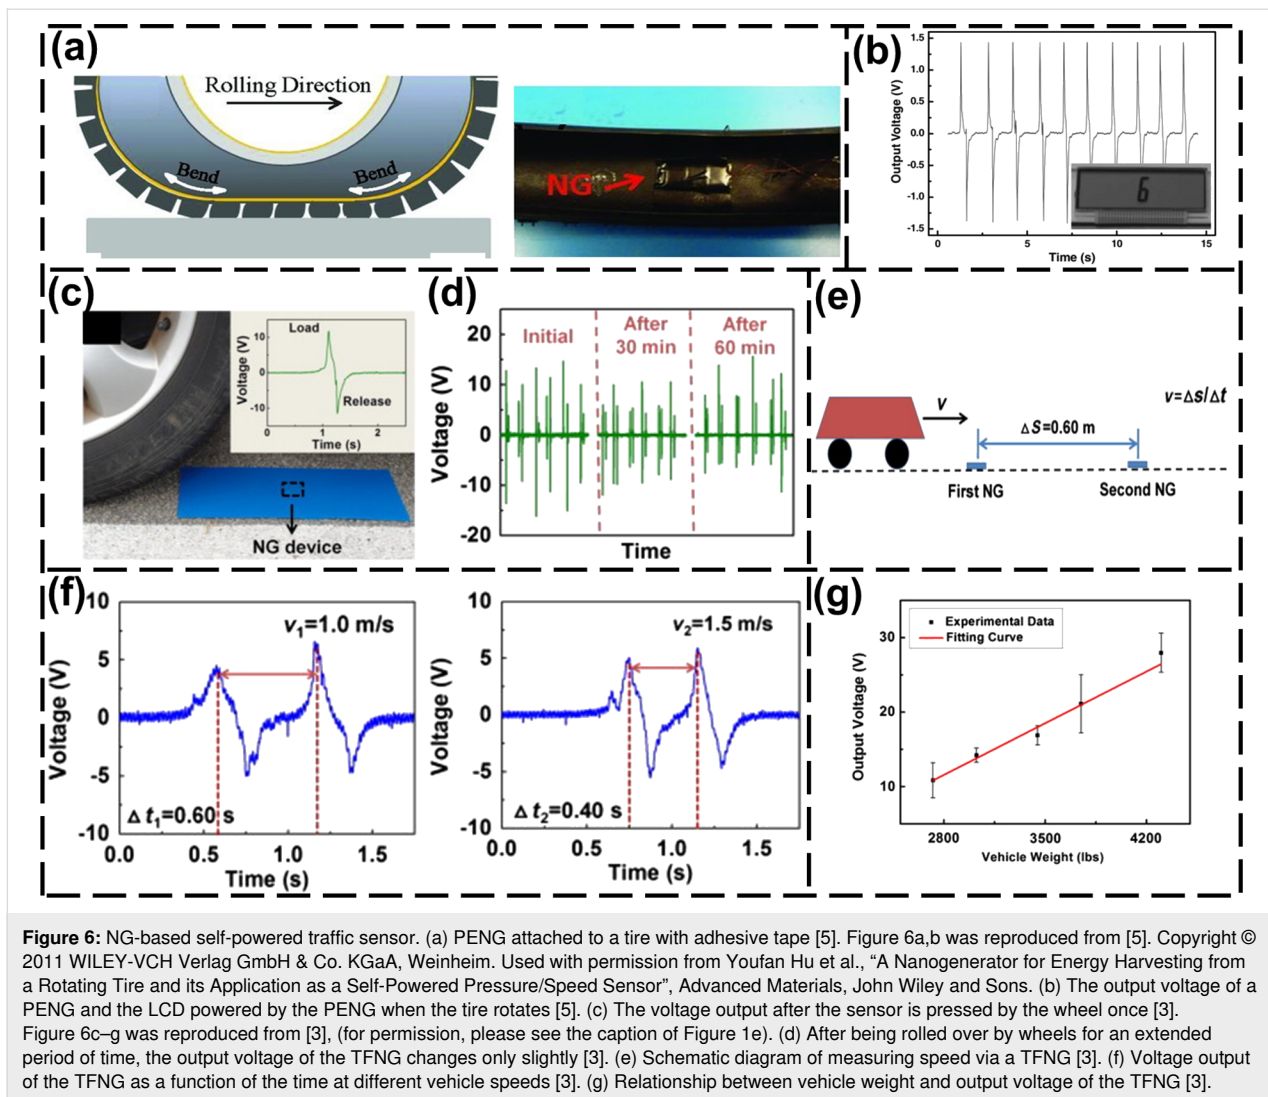 (a)
Rolling Direction
Bend
Bend
NG
(b)
Output Voltage (V)
1.5
1.0
0.5
0.0
-0.5
-1.0
-1.5
6
0
5
10
15
Time (s)
(c)
Load
Release
Voltage (V)
10
0
-10
0
1
2
Time (s)
NG device
(d)
Voltage (V)
20
10
0
-10
-20
Initial
After
30 min
After
60 min
Time
(e)
v
v=Δs/Δt
ΔS=0.60 m
First NG
Second NG
(f)
Voltage (V)
10
5
0
-5
-10
v1=1.0 m/s
Δ t1=0.60 s
0.0
0.5
1.0
1.5
Time (s)
Voltage (V)
10
5
0
-5
-10
v2=1.5 m/s
Δ t2=0.40 s
0.0
0.5
1.0
1.5
Time (s)
(g)
Output Voltage (V)
30
20
10
Experimental Data
Fitting Curve
2800
3500
4200
Vehicle Weight (lbs)
Figure 6: NG-based self-powered traffic sensor. (a) PENG attached to a tire with adhesive tape [5]. Figure 6a,b was reproduced from [5]. Copyright ©
2011 WILEY-VCH Verlag GmbH & Co. KGaA, Weinheim. Used with permission from Youfan Hu et al., “A Nanogenerator for Energy Harvesting from
a Rotating Tire and its Application as a Self-Powered Pressure/Speed Sensor”, Advanced Materials, John Wiley and Sons. (b) The output voltage of a
PENG and the LCD powered by the PENG when the tire rotates [5]. (c) The voltage output after the sensor is pressed by the wheel once [3].
Figure 6c–g was reproduced from [3], (for permission, please see the caption of Figure 1e). (d) After being rolled over by wheels for an extended
period of time, the output voltage of the TFNG changes only slightly [3]. (e) Schematic diagram of measuring speed via a TFNG [3]. (f) Voltage output
of the TFNG as a function of the time at different vehicle speeds [3]. (g) Relationship between vehicle weight and output voltage of the TFNG [3].